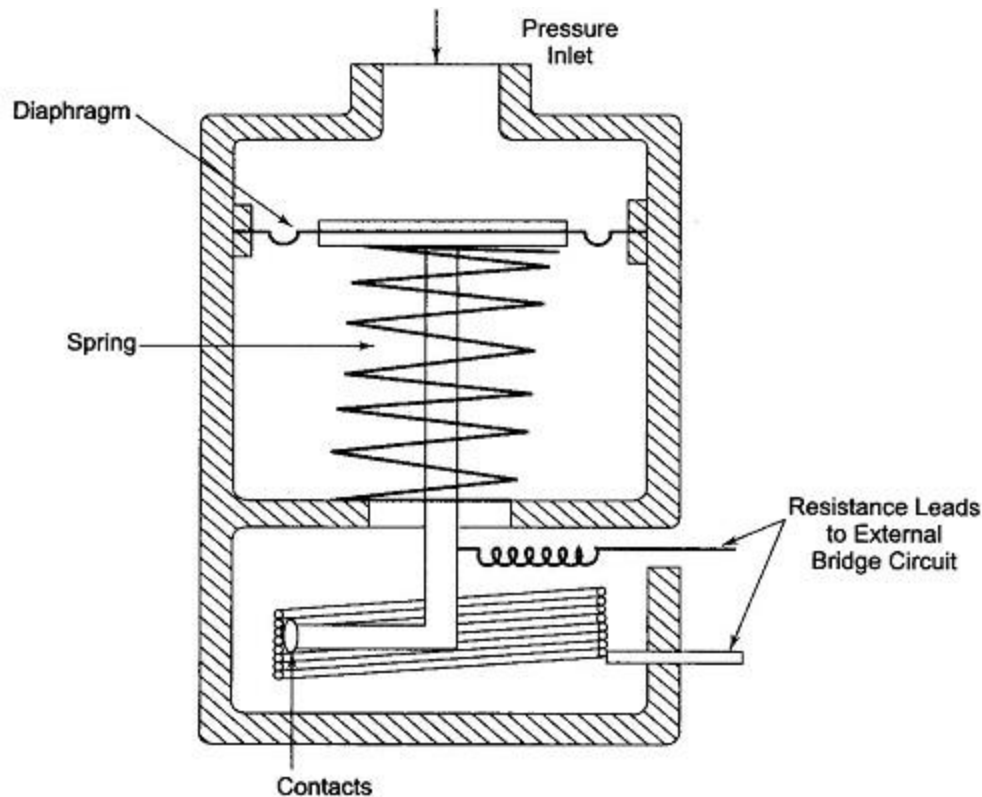 Pressure
Inlet
Diaphragm
Spring
Resistance Leads
to External
Bridge Circuit
Contacts